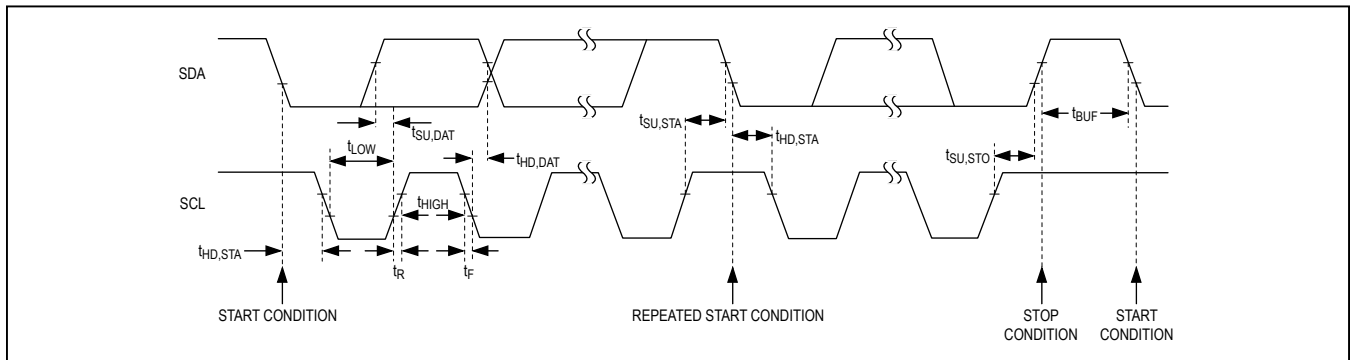 SDA
tSU,STA
tBUF
tSU,DAT
tHD,STA
tLOW
tHD,DAT
tSU,STO
SCL
tHIGH
tHD,STA
tR
tF
START CONDITION
REPEATED START CONDITION
STOP
CONDITION
START
CONDITION